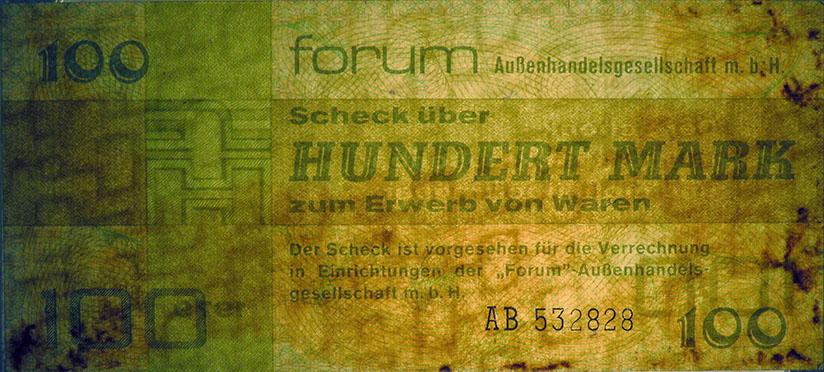 100
forum Außenhandelsgesellschaft m. b. H.
Scheck über
HUNDERT MARK
zum Erwerb von Waren
Der Scheck ist vorgesehen für die Verrechnung
in Einrichtungen der „Forum"-Außenhandels-
gesellschaft m. b. H.
AB 532828
100
100